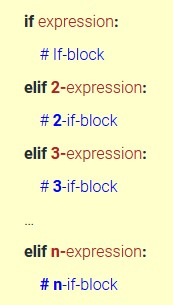 if expression:
# If-block
elif 2-expression:
# 2-if-block
elif 3-expression:
# 3-if-block
...
elif n-expression:
# n-if-block